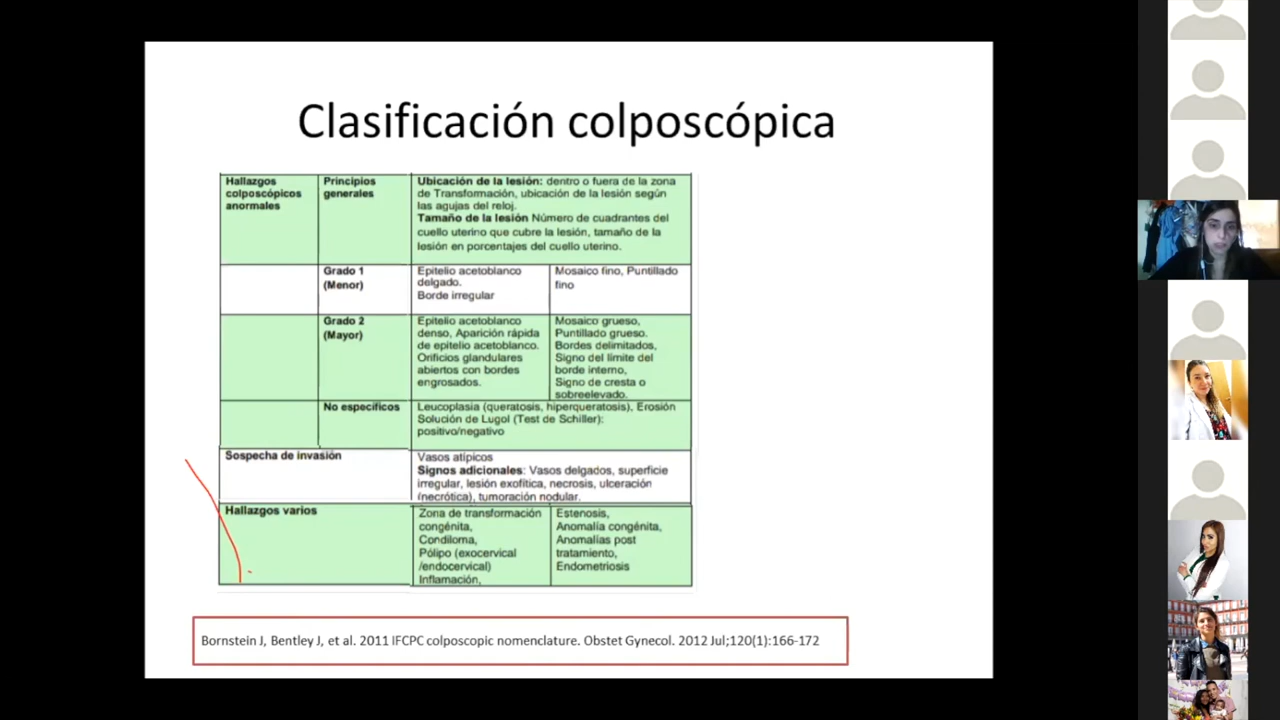 Clasificación colposcópica
Hallazgos
colposcópicos
anormales
Principios
generales
Ubicación de la lesión: dentro o fuera de la zona
de Transformación, ubicación de la lesión según
las agujas del reloj.
Tamaño de la lesión Número de cuadrantes del
cuello uterino que cubre la lesión, tamaño de la
lesión en porcentajes del cuello uterino.
Grado 1
(Menor)
Epitelio acetoblanco
delgado.
Borde irregular
Mosaico fino, Puntillado
fino
Grado 2
(Mayor)
Epitelio acetoblanco
denso, Aparición rápida
de epitelio acetoblanco.
Orificios glandulares
abiertos con bordes
engrosados.
Mosaico grueso,
Puntillado grueso.
Bordes delimitados,
Signo del límite del
borde interno,
Signo de cresta o
sobreelevado.
No específicos
Leucoplasia (queratosis, hiperqueratosis), Erosión
Solución de Lugol (Test de Schiller):
positivo/negativo
Sospecha de invasión
Vasos atípicos
Signos adicionales: Vasos delgados, superficie
irregular, lesión exofítica, necrosis, ulceración
(necrótica), tumoración nodular.
Hallazgos varios
Zona de transformación
congénita,
Condiloma,
Pólipo (exocervical
/endocervical)
Inflamación,
Estenosis,
Anomalía congénita,
Anomalías post
tratamiento,
Endometriosis
Bornstein J, Bentley J, et al. 2011 IFCPC colposcopic nomenclature. Obstet Gynecol. 2012 Jul;120(1):166-172